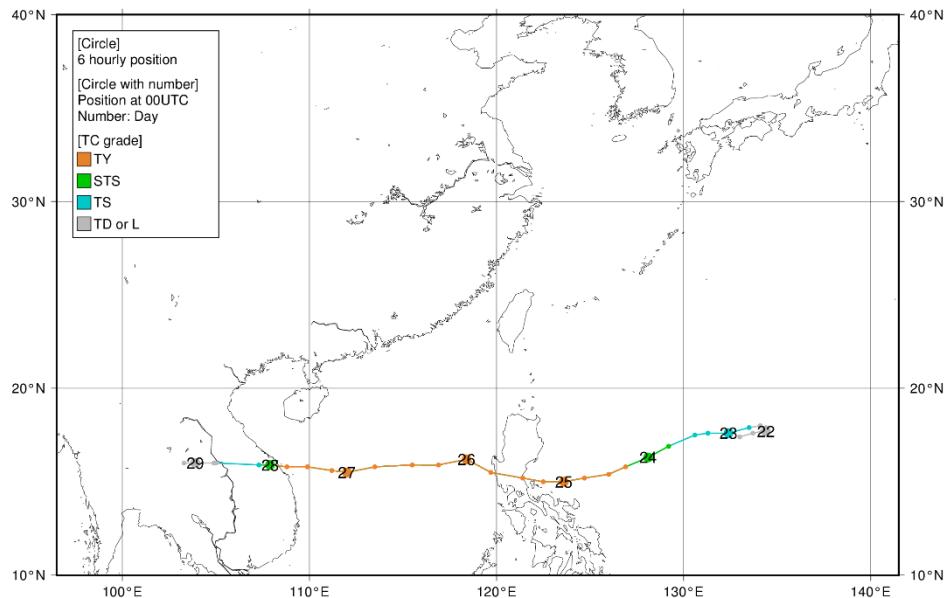 40°N
40°N
[Circle]
6 hourly position
[Circle with number]
Position at 00UTC
Number: Day
[TC grade]
TY
STS
TS
TD or L
30°N
30°N
20°N
20°N
29
28
27
26
25
24
23
22
10°N
10°N
100°E
110°E
120°E
130°E
140°E